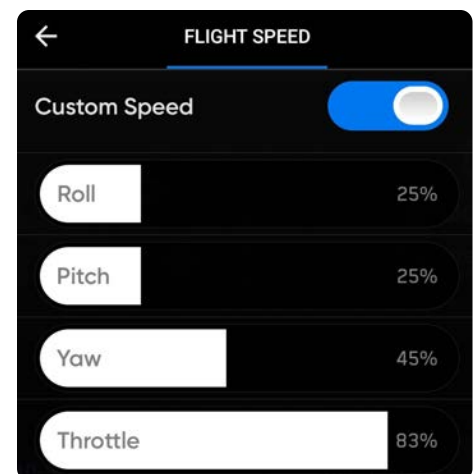 FLIGHT SPEED
Custom Speed
Roll 25%
Pitch 25%
Yaw 45%
Throttle 83%